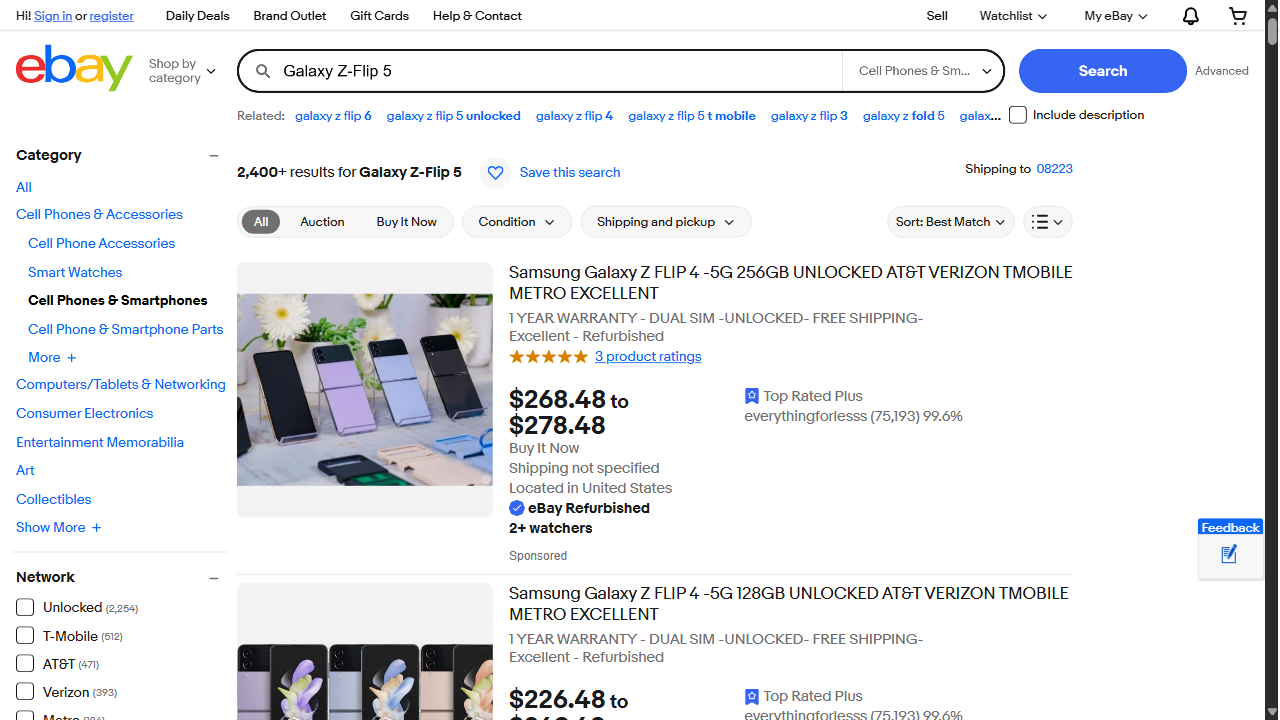 Hi! Sign in or register
Daily Deals
Brand Outlet
Gift Cards
Help & Contact
Sell
Watchlist
My eBay
ebay
Shop by category
Galaxy Z-Flip 5
Cell Phones & Sm...
Search
Advanced
Related:
galaxy z flip 6
galaxy z flip 5 unlocked
galaxy z flip 4
galaxy z flip 5 t mobile
galaxy z flip 3
galaxy z fold 5
galax...
Include description
Category
All
Cell Phones & Accessories
Cell Phone Accessories
Smart Watches
Cell Phones & Smartphones
Cell Phone & Smartphone Parts
More +
Computers/Tablets & Networking
Consumer Electronics
Entertainment Memorabilia
Art
Collectibles
Show More +
Network
Unlocked (2,254)
T-Mobile (512)
AT&T (471)
Verizon (393)
2,400+ results for Galaxy Z-Flip 5
Save this search
Shipping to 08223
All
Auction
Buy It Now
Condition
Shipping and pickup
Sort: Best Match
Samsung Galaxy Z FLIP 4 -5G 256GB UNLOCKED AT&T VERIZON TMOBILE
METRO EXCELLENT
1 YEAR WARRANTY - DUAL SIM -UNLOCKED- FREE SHIPPING-
Excellent - Refurbished
3 product ratings
$268.48 to
$278.48
Buy It Now
Shipping not specified
Located in United States
eBay Refurbished
2+ watchers
Sponsored
Top Rated Plus
everythingforlesss (75,193) 99.6%
Samsung Galaxy Z FLIP 4 -5G 128GB UNLOCKED AT&T VERIZON TMOBILE
METRO EXCELLENT
1 YEAR WARRANTY - DUAL SIM -UNLOCKED- FREE SHIPPING-
Excellent - Refurbished
$226.48 to
Top Rated Plus
everythingforlesss (75,193) 99.6%
Feedback